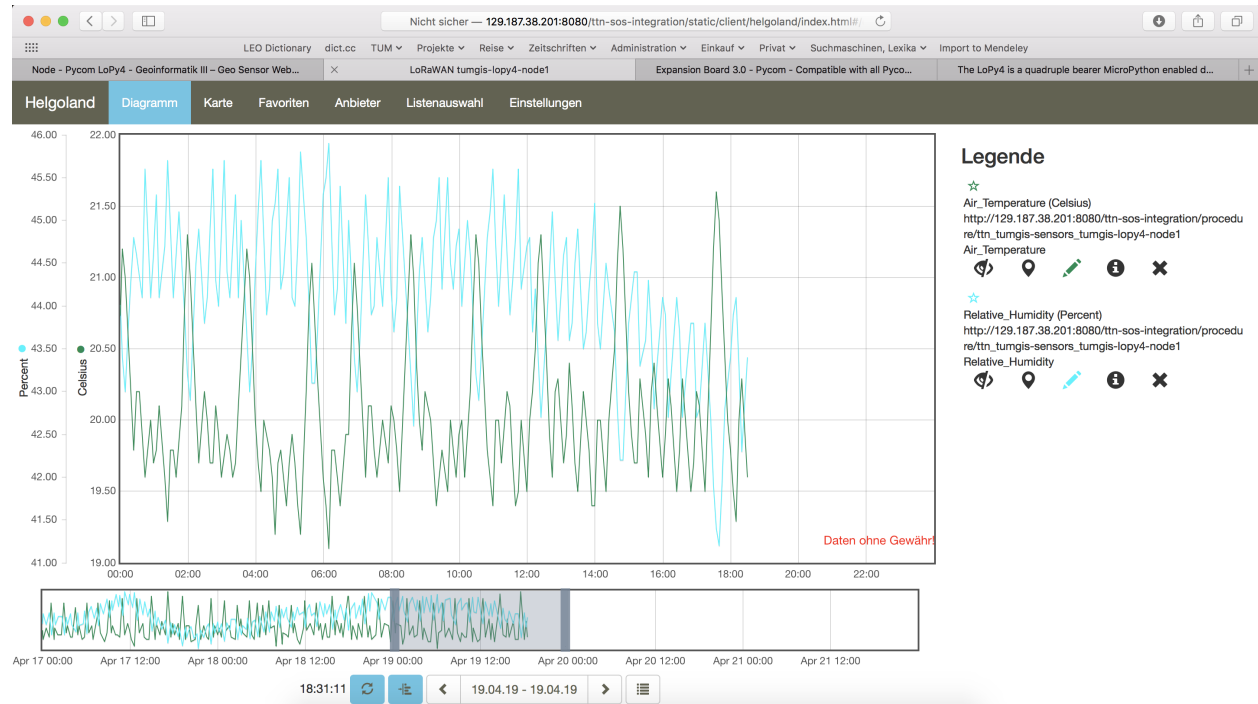 Nicht sicher — 129.187.38.201:8080/ttn-sos-integration/static/client/helgoland/index.html#/
LEO Dictionary dict.cc TUM Projekte Reise Zeitschriften Administration Einkauf Privat Suchmaschinen, Lexika Import to Mendeley
Node - Pycom LoPy4 - Geoinformatik III – Geo Sensor Web... LoRaWAN tumgis-lopy4-node1 Expansion Board 3.0 - Pycom - Compatible with all Pyco... The LoPy4 is a quadruple bearer MicroPython enabled d...
Helgoland Diagramm Karte Favoriten Anbieter Listenauswahl Einstellungen
46.00
45.50
45.00
44.50
44.00
43.50
43.00
42.50
42.00
41.50
41.00
Percent
22.00
21.50
21.00
20.50
20.00
19.50
19.00
Celsius
Daten ohne Gewähr!
00:00 02:00 04:00 06:00 08:00 10:00 12:00 14:00 16:00 18:00 20:00 22:00
Legende
Air_Temperature (Celsius)
http://129.187.38.201:8080/ttn-sos-integration/procedu
re/ttn_tumgis-sensors_tumgis-lopy4-node1
Air_Temperature
Relative_Humidity (Percent)
http://129.187.38.201:8080/ttn-sos-integration/procedu
re/ttn_tumgis-sensors_tumgis-lopy4-node1
Relative_Humidity
Apr 17 00:00 Apr 17 12:00 Apr 18 00:00 Apr 18 12:00 Apr 19 00:00 Apr 19 12:00 Apr 20 00:00 Apr 20 12:00 Apr 21 00:00 Apr 21 12:00
18:31:11 19.04.19 - 19.04.19